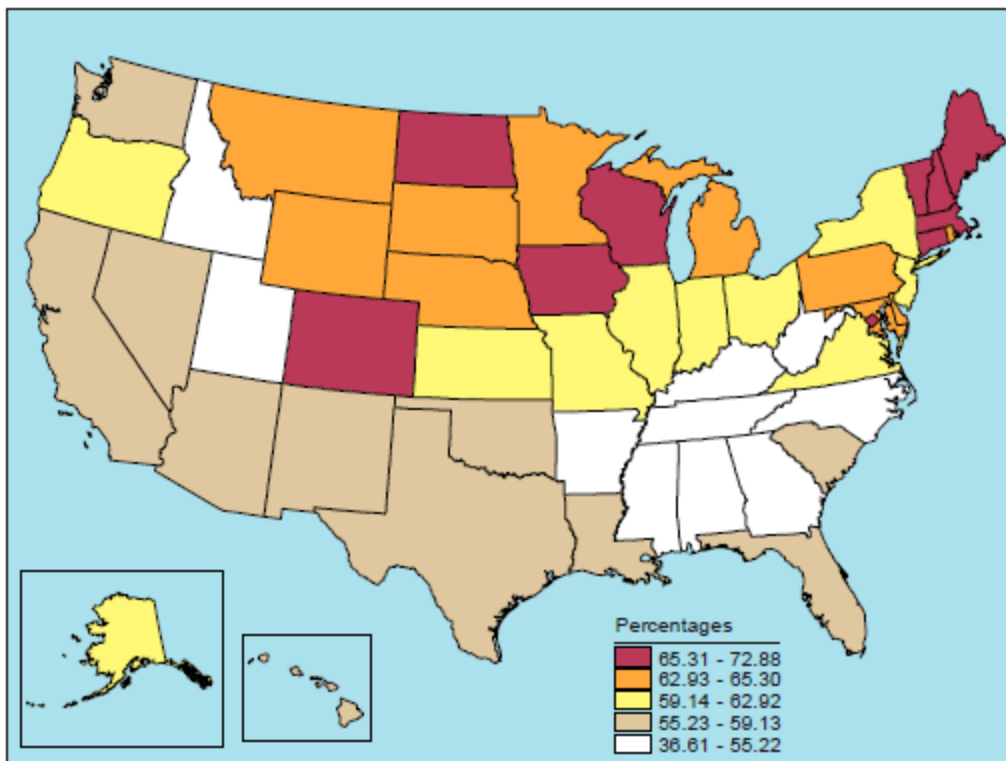 Percentages
65.31 - 72.88
62.93 - 65.30
59.14 - 62.92
55.23 - 59.13
36.61 - 55.22